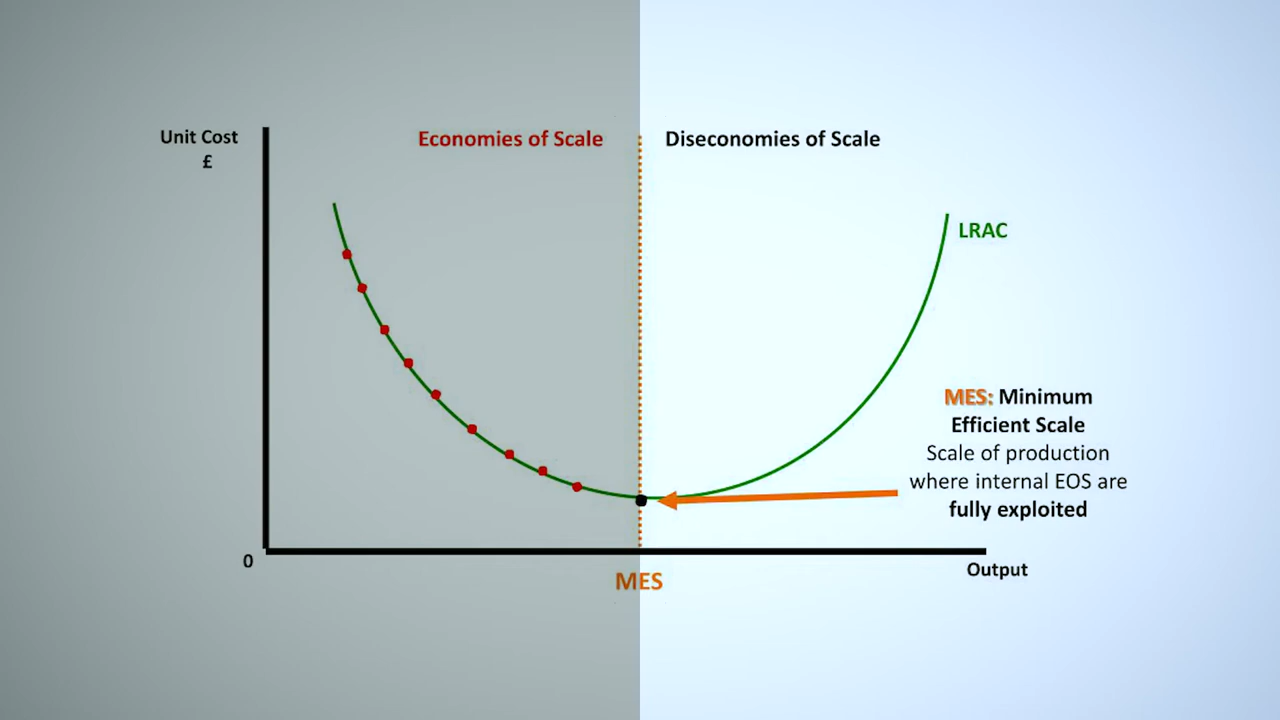 Unit Cost
£
Economies of Scale
Diseconomies of Scale
LRAC
MES: Minimum
Efficient Scale
Scale of production
where internal EOS are
fully exploited
0
Output
MES